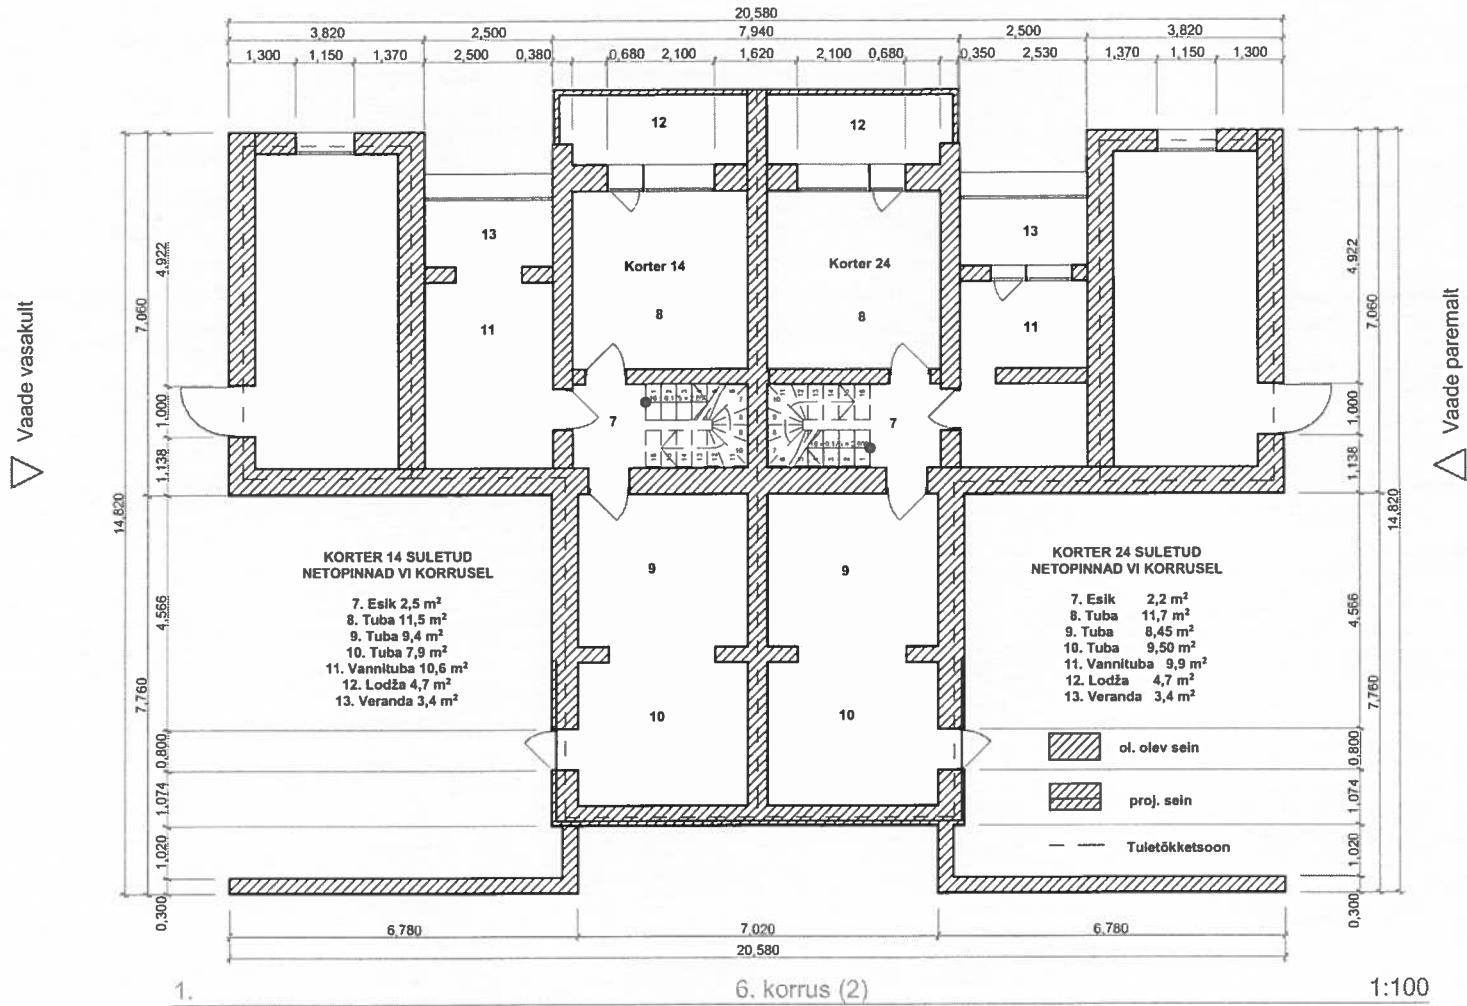 20,580
3,820 2,500 7,940 2,500 3,820
1,300 1,150 1,370 2,500 0,380 0,680 2,100 1,620 2,100 0,680 0,350 2,530 1,370 1,150 1,300
12 12
13 13
Korter 14 Korter 24
8 8
11 11
7 7
Vaade vasakult
Vaade paremalt
4,922 1,000 1,138 4,566 0,800 1,074 1,020 0,300
7,060 7,760
14,820
4,922 1,000 1,138 4,566 0,800 1,074 1,020 0,300
7,060 7,760
14,820
KORTER 14 SULETUD
NETOPINNAD VI KORRUSEL
7. Esik 2,5 m²
8. Tuba 11,5 m²
9. Tuba 9,4 m²
10. Tuba 7,9 m²
11. Vannituba 10,6 m²
12. Lodža 4,7 m²
13. Veranda 3,4 m²
9 9
10 10
KORTER 24 SULETUD
NETOPINNAD VI KORRUSEL
7. Esik 2,2 m²
8. Tuba 11,7 m²
9. Tuba 8,45 m²
10. Tuba 9,50 m²
11. Vannituba 9,9 m²
12. Lodža 4,7 m²
13. Veranda 3,4 m²
ol. olev sein
proj. sein
Tuletõkketsoon
6,780 7,020 6,780
20,580
1. 6. korrus (2) 1:100